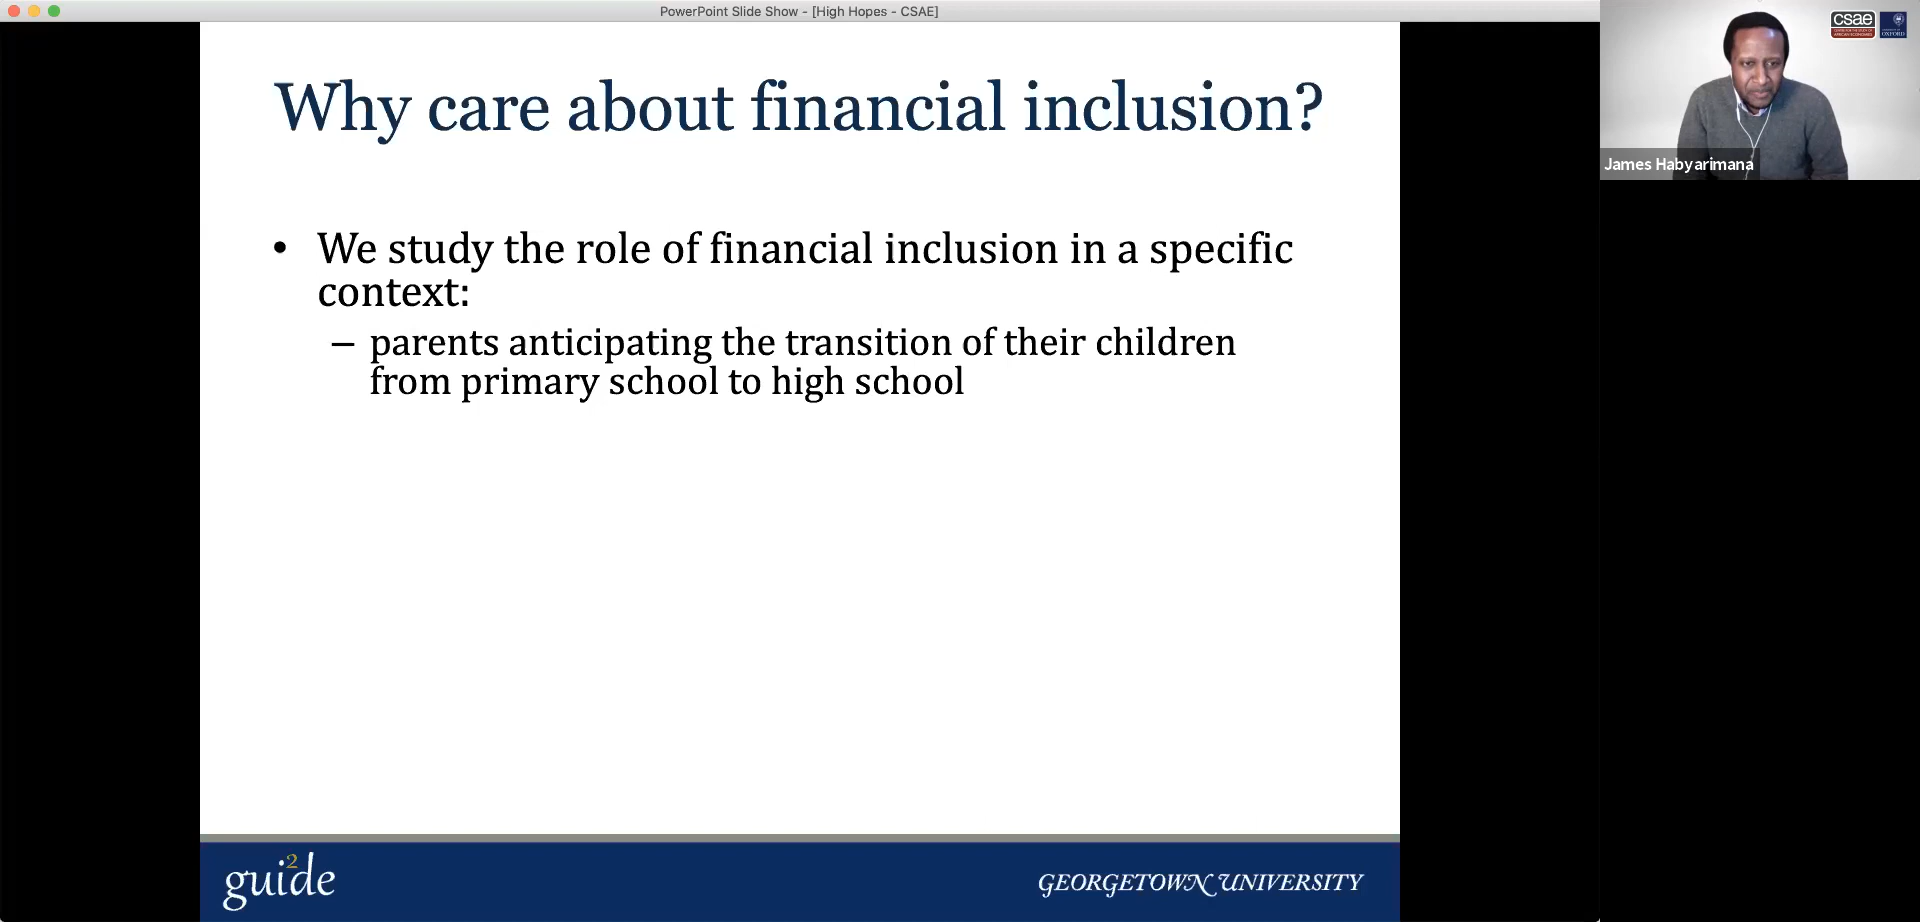 PowerPoint Slide Show - [High Hopes - CSAE]
Why care about financial inclusion?
• We study the role of financial inclusion in a specific
context:
– parents anticipating the transition of their children
from primary school to high school
gui2de
GEORGETOWN UNIVERSITY
csae
OXFORD
James Habyarimana